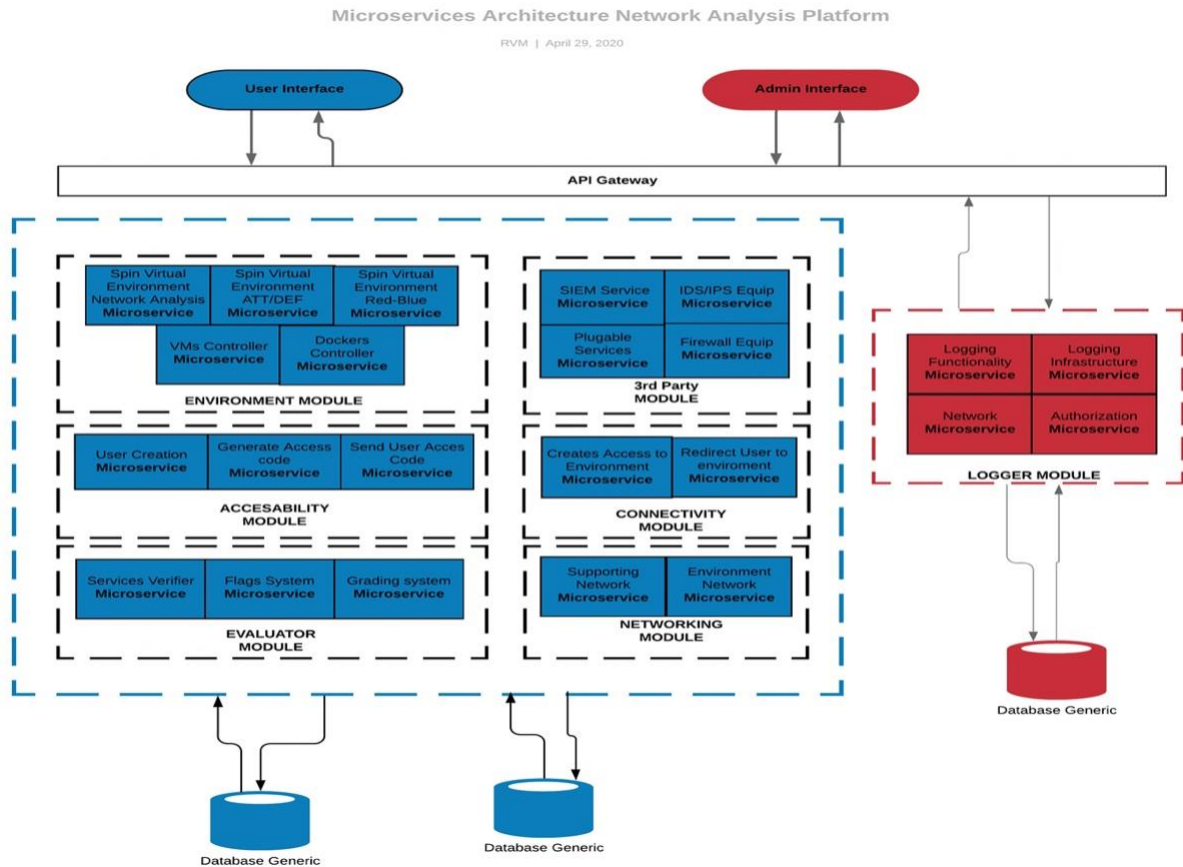 Microservices Architecture Network Analysis Platform
RVM | April 29, 2020
User Interface
Admin Interface
API Gateway
Spin Virtual
Environment
Network Analysis
Microservice
Spin Virtual
Environment
ATT/DEF
Microservice
Spin Virtual
Environment
Red-Blue
Microservice
VMs Controller
Microservice
Dockers
Controller
Microservice
ENVIRONMENT MODULE
SIEM Service
Microservice
IDS/IPS Equip
Microservice
Plugable
Services
Microservice
Firewall Equip
Microservice
3rd Party
MODULE
Logging
Functionality
Microservice
Logging
Infrastructure
Microservice
Network
Microservice
Authorization
Microservice
LOGGER MODULE
User Creation
Microservice
Generate Access
code
Microservice
Send User Acces
Code
Microservice
ACCESABILITY
MODULE
Creates Access to
Environment
Microservice
Redirect User to
enviroment
Microservice
CONNECTIVITY
MODULE
Services Verifier
Microservice
Flags System
Microservice
Grading system
Microservice
EVALUATOR
MODULE
Supporting
Network
Microservice
Environment
Network
Microservice
NETWORKING
MODULE
Database Generic
Database Generic
Database Generic